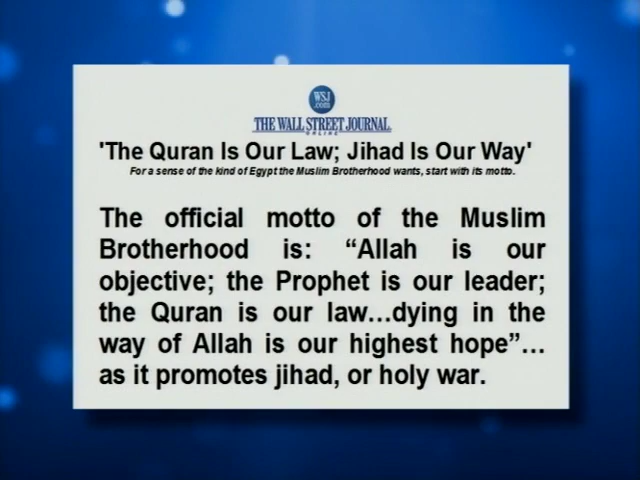 WSJ
.com
THE WALL STREET JOURNAL.
ONLINE
'The Quran Is Our Law; Jihad Is Our Way'
For a sense of the kind of Egypt the Muslim Brotherhood wants, start with its motto.
The official motto of the Muslim
Brotherhood is: “Allah is our
objective; the Prophet is our leader;
the Quran is our law…dying in the
way of Allah is our highest hope”…
as it promotes jihad, or holy war.